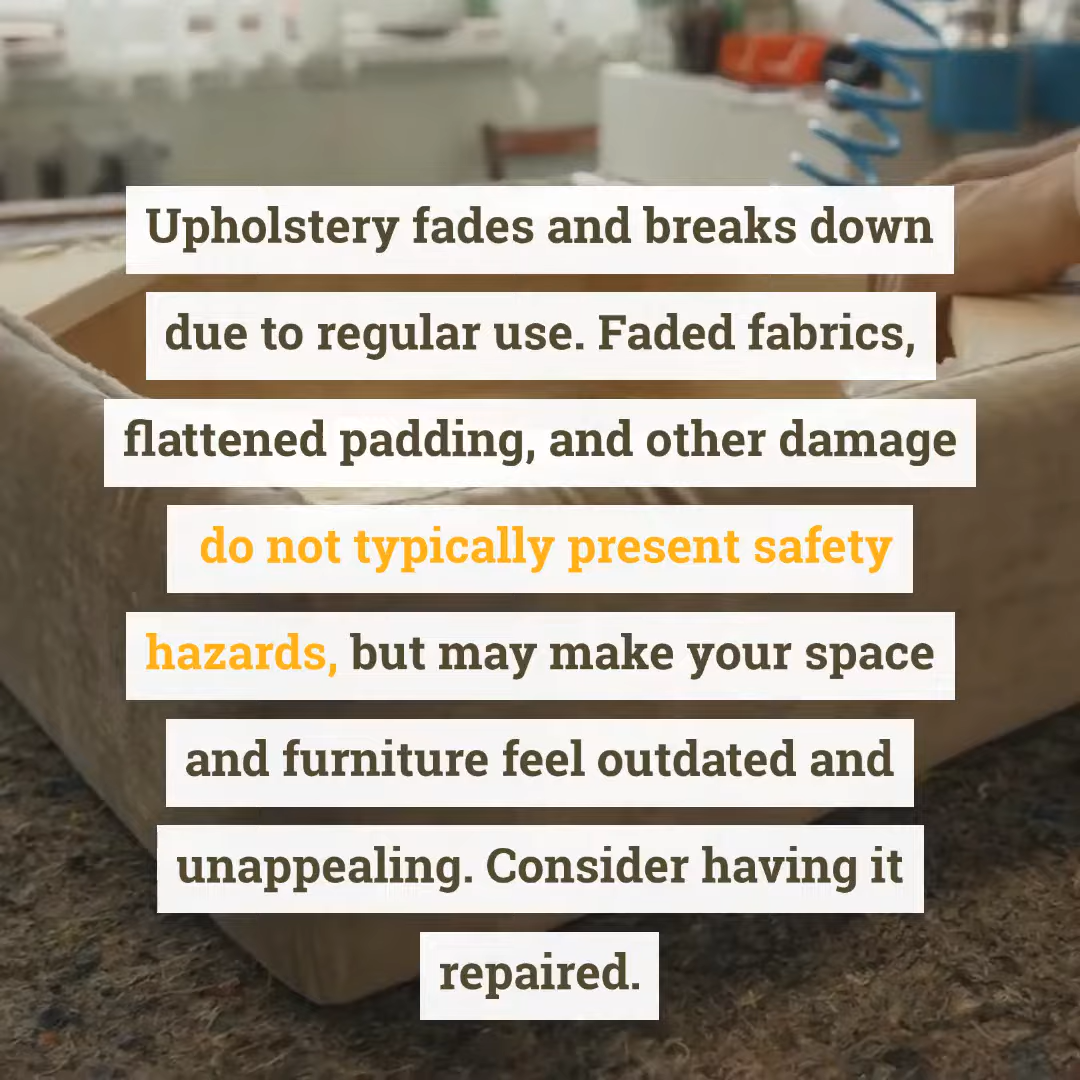 Upholstery fades and breaks down
due to regular use. Faded fabrics,
flattened padding, and other damage
do not typically present safety
hazards, but may make your space
and furniture feel outdated and
unappealing. Consider having it
repaired.